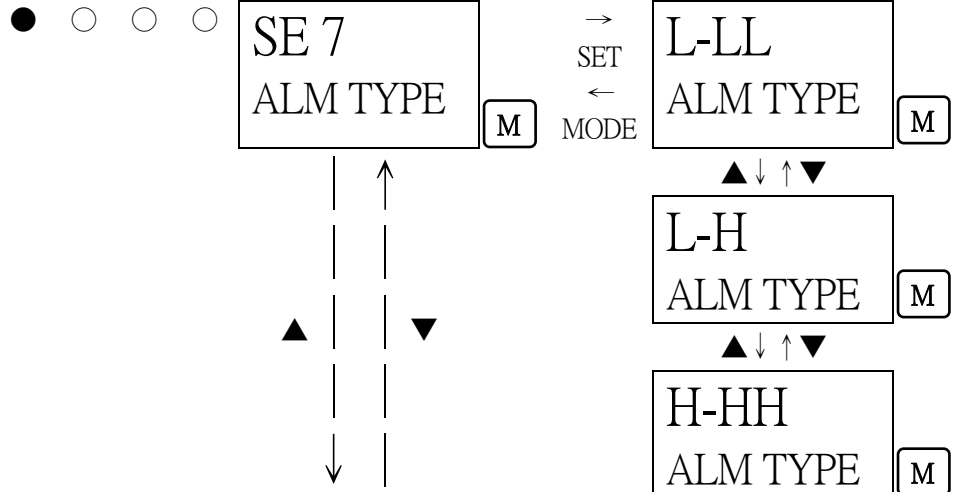 SE 7
ALM TYPE
M
→
SET
←
MODE
L-LL
ALM TYPE
M
▲↓ ↑▼
L-H
ALM TYPE
M
▲↓ ↑▼
▲ ▼
H-HH
ALM TYPE
M